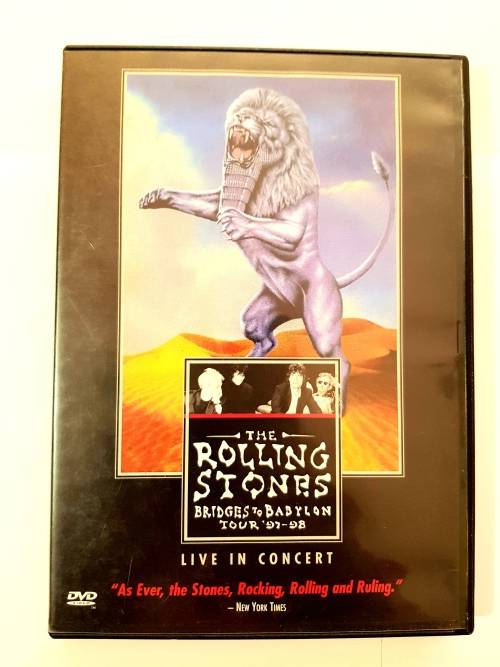 THE
ROLLING
STONES
BRIDGES TO BABYLON
TOUR '97-98
LIVE IN CONCERT
"As Ever, the Stones, Rocking, Rolling and Ruling."
– NEW YORK TIMES
DVD
VIDEO